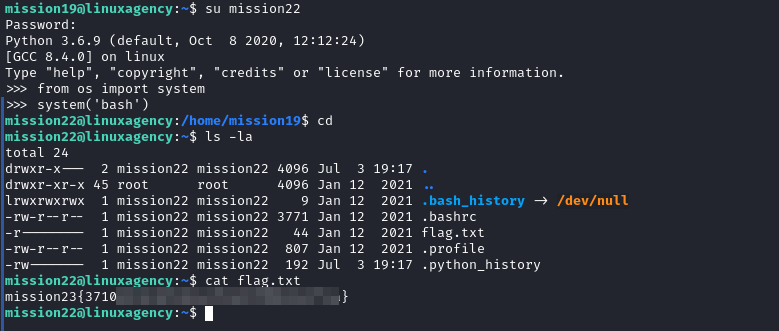 mission19@linuxagency:~$ su mission22
Password:
Python 3.6.9 (default, Oct  8 2020, 12:12:24)
[GCC 8.4.0] on linux
Type "help", "copyright", "credits" or "license" for more information.
>>> from os import system
>>> system('bash')
mission22@linuxagency:/home/mission19$ cd
mission22@linuxagency:~$ ls -la
total 24
drwxr-x---  2 mission22 mission22 4096 Jul  3 19:17 .
drwxr-xr-x 45 root      root      4096 Jan 12  2021 ..
lrwxrwxrwx  1 mission22 mission22    9 Jan 12  2021 .bash_history -> /dev/null
-rw-r--r--  1 mission22 mission22 3771 Jan 12  2021 .bashrc
-r--------  1 mission22 mission22   44 Jan 12  2021 flag.txt
-rw-r--r--  1 mission22 mission22  807 Jan 12  2021 .profile
-rw-------  1 mission22 mission22  192 Jul  3 19:17 .python_history
mission22@linuxagency:~$ cat flag.txt
mission23{3710 }
mission22@linuxagency:~$